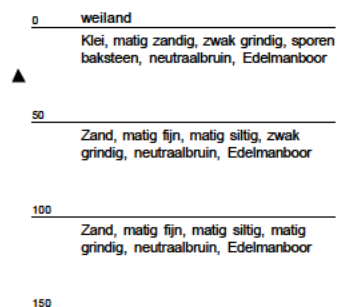 0 weiland
Klei, matig zandig, zwak grindig, sporen
baksteen, neutraalbruin, Edelmanboor
50
Zand, matig fijn, matig siltig, zwak
grindig, neutraalbruin, Edelmanboor
100
Zand, matig fijn, matig siltig, matig
grindig, neutraalbruin, Edelmanboor
150